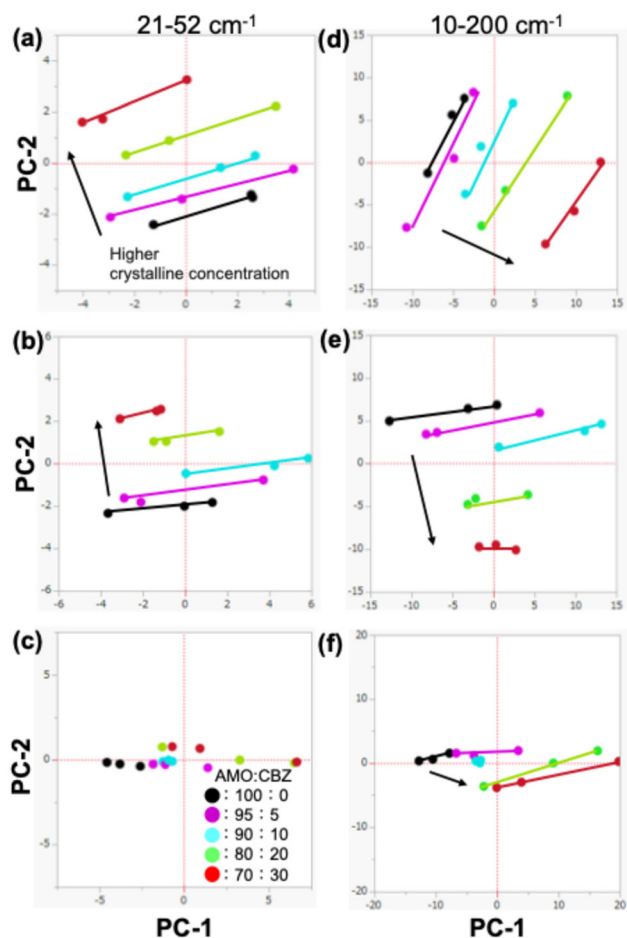 21-52 cm⁻¹
10-200 cm⁻¹
(a)
4
2
0
-2
-4
PC-2
Higher
crystalline concentration
-4 -2 0 2 4
(d)
15
10
5
0
-5
-10
-15
-15 -10 -5 0 5 10 15
(b)
6
4
2
0
-2
-4
-6
PC-2
-6 -4 -2 0 2 4 6
(e)
15
10
5
0
-5
-10
-15
-15 -10 -5 0 5 10 15
(c)
5
0
-5
PC-2
AMO:CBZ
: 100 : 0
: 95 : 5
: 90 : 10
: 80 : 20
: 70 : 30
-5 0 5
PC-1
(f)
20
10
0
-10
-20
-20 -10 0 10 20
PC-1